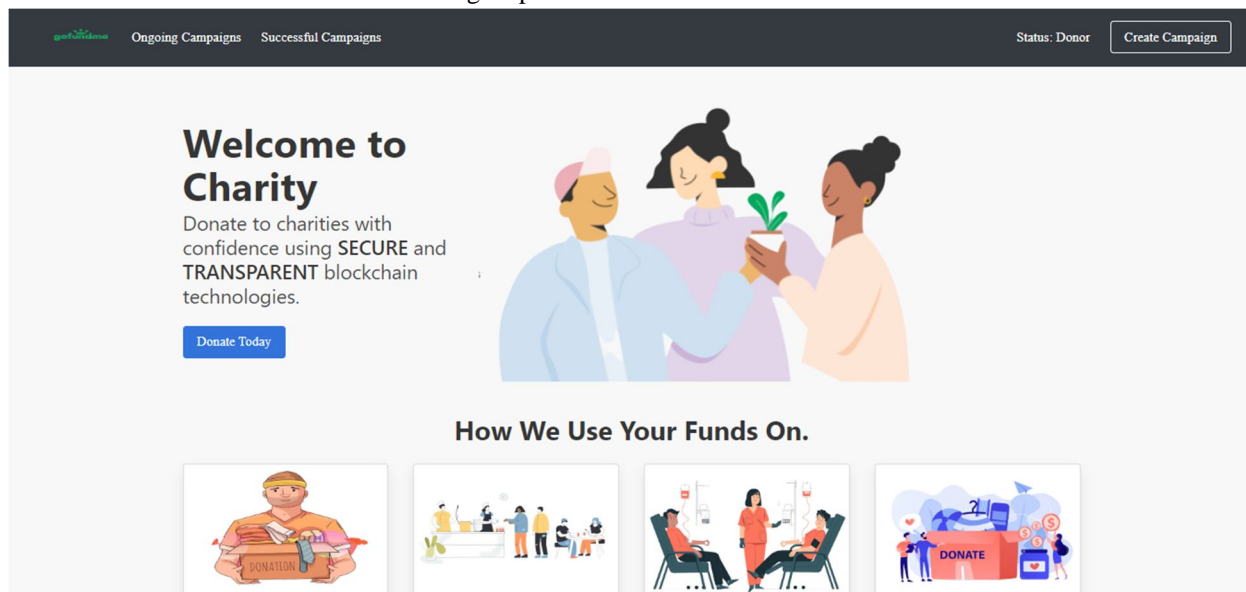 gofundme
Ongoing Campaigns
Successful Campaigns
Status: Donor
Create Campaign
Welcome to
Charity
Donate to charities with
confidence using SECURE and
TRANSPARENT blockchain
technologies.
Donate Today
How We Use Your Funds On.
DONATION
DONATE